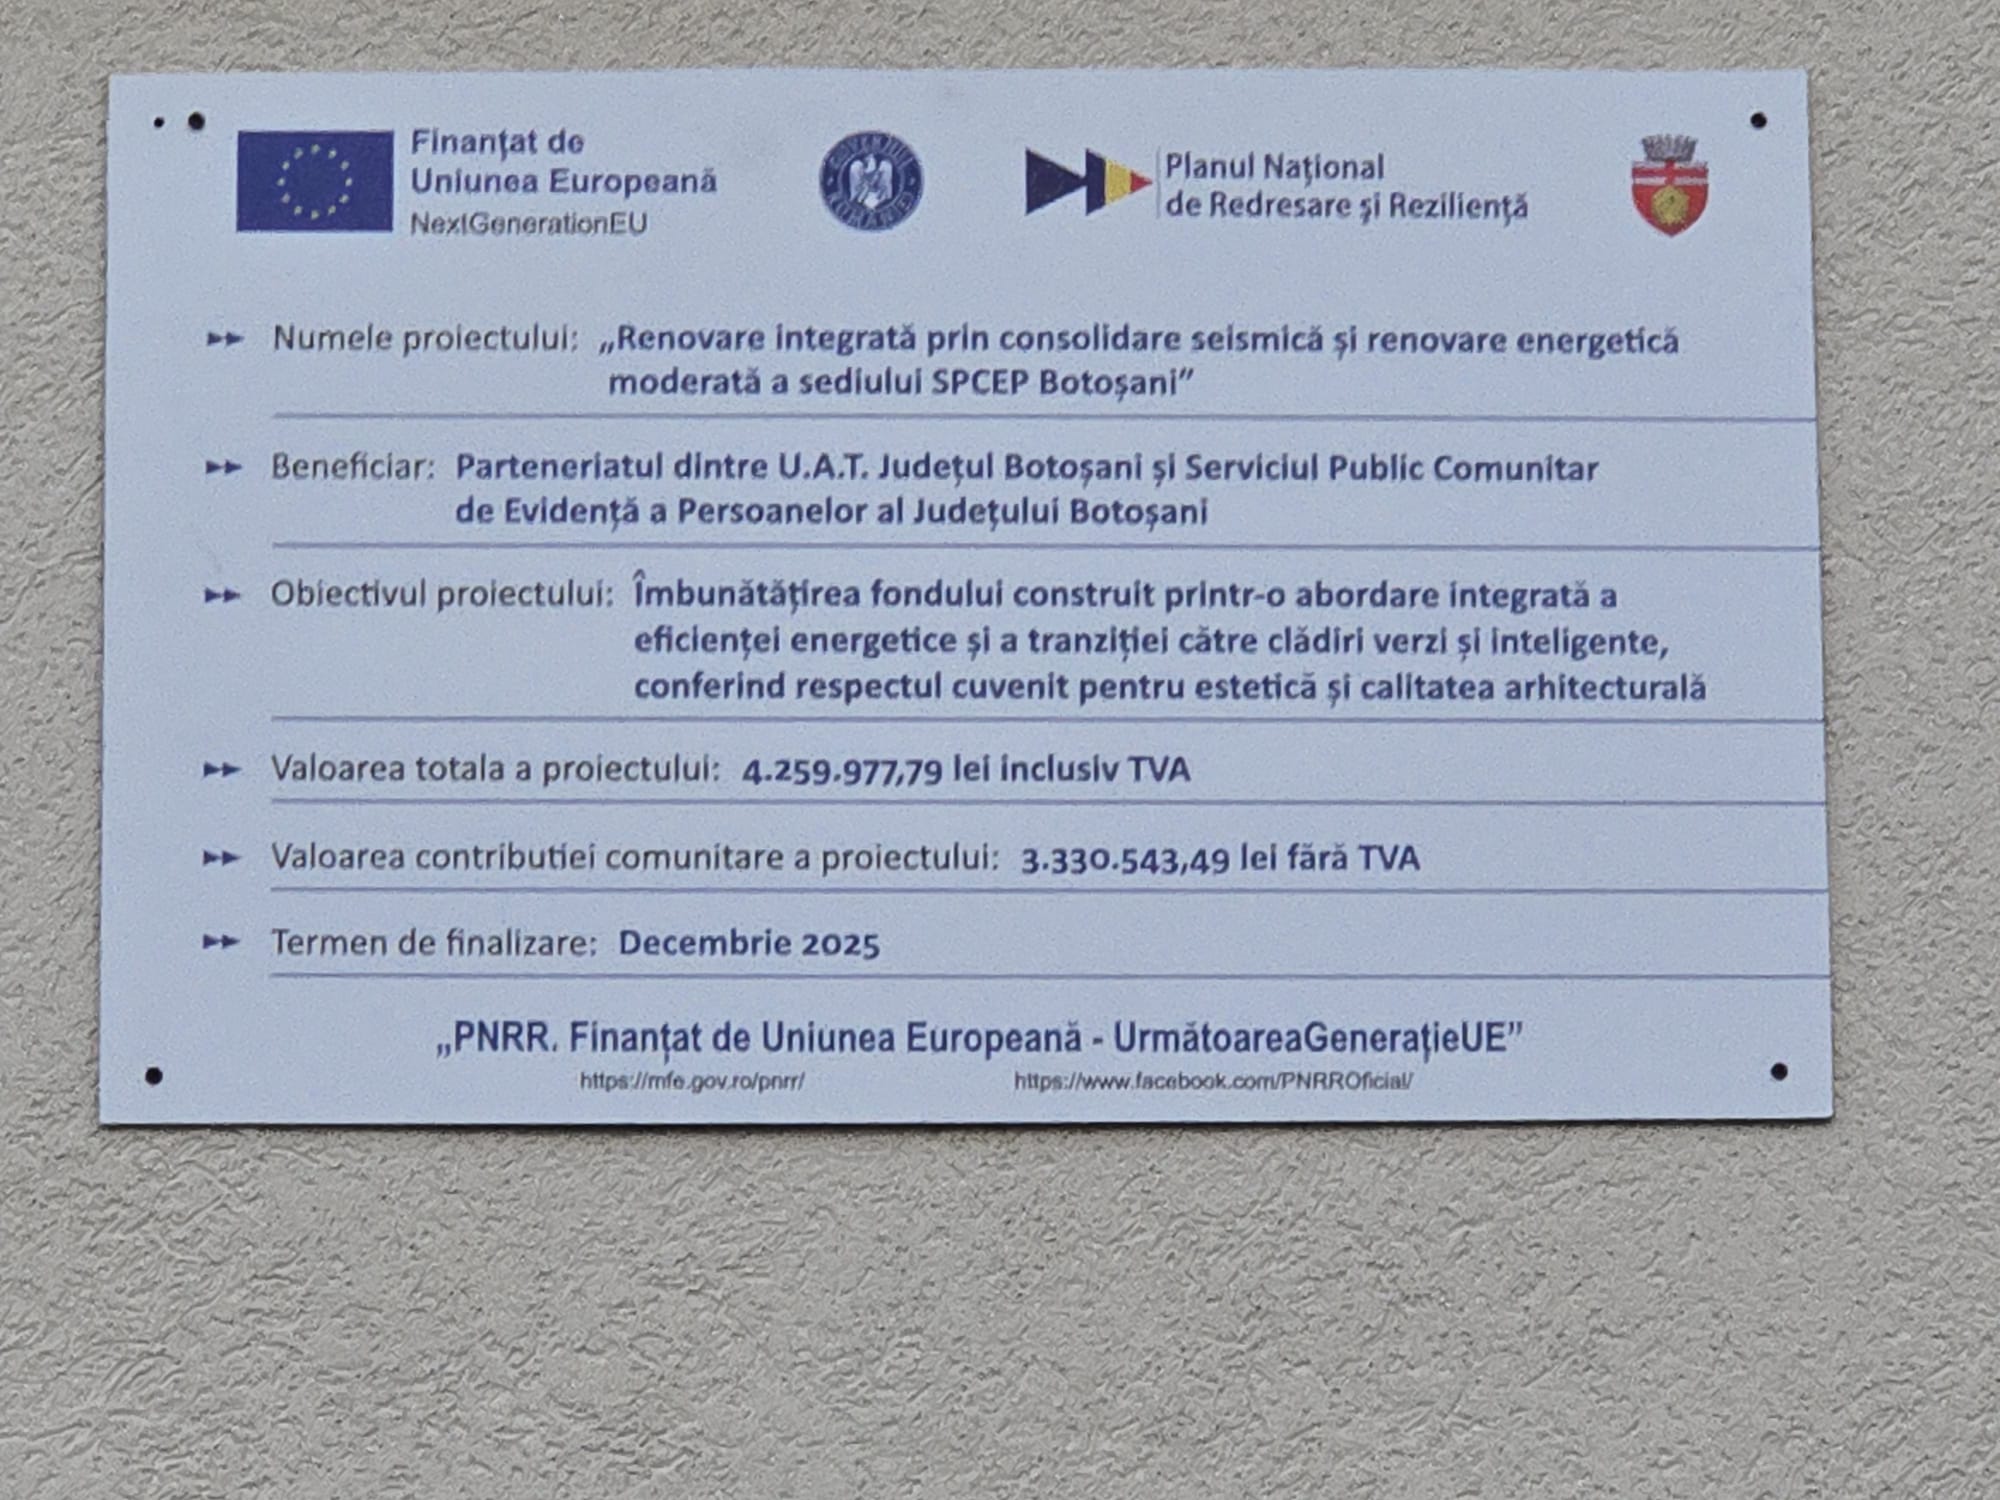 Finanțat de
Uniunea Europeană
NextGenerationEU
GUVERNUL ROMÂNIEI
Planul Național
de Redresare și Reziliență
Numele proiectului: „Renovare integrată prin consolidare seismică și renovare energetică
moderată a sediului SPCEP Botoșani”
Beneficiar: Parteneriatul dintre U.A.T. Județul Botoșani și Serviciul Public Comunitar
de Evidență a Persoanelor al Județului Botoșani
Obiectivul proiectului: Îmbunătățirea fondului construit printr-o abordare integrată a
eficienței energetice și a tranziției către clădiri verzi și inteligente,
conferind respectul cuvenit pentru estetică și calitatea arhitecturală
Valoarea totala a proiectului: 4.259.977,79 lei inclusiv TVA
Valoarea contributiei comunitare a proiectului: 3.330.543,49 lei fără TVA
Termen de finalizare: Decembrie 2025
„PNRR. Finanțat de Uniunea Europeană - UrmătoareaGenerațieUE”
https://mfe.gov.ro/pnrr/ https://www.facebook.com/PNRROficial/